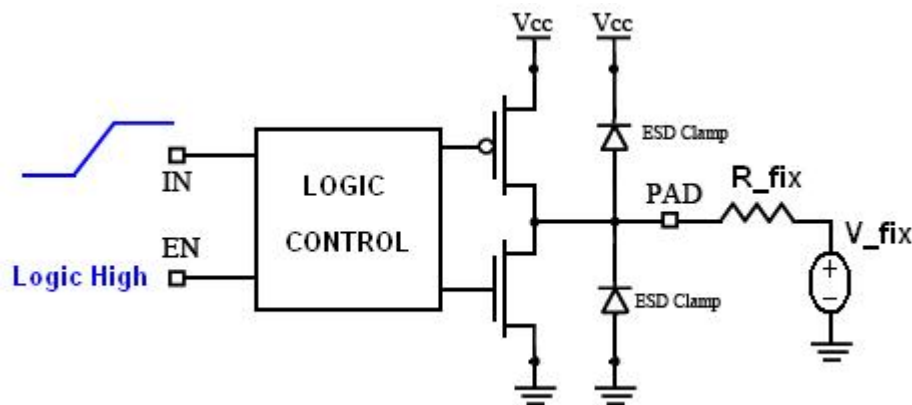 Vcc
Vcc
ESD Clamp
IN
LOGIC
CONTROL
PAD
R_fix
V_fix
EN
Logic High
ESD Clamp
+
−